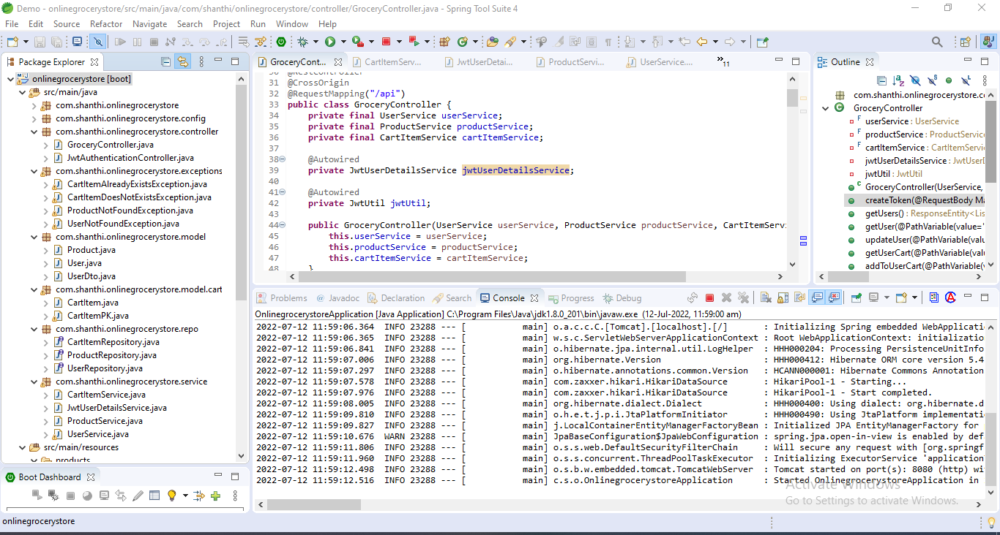 Demo - onlinegrocerystore/src/main/java/com/shanthi/onlinegrocerystore/controller/GroceryController.java - Spring Tool Suite 4
File Edit Source Refactor Navigate Search Project Run Window Help
Package Explorer
onlinegrocerystore [boot]
src/main/java
com.shanthi.onlinegrocerystore
com.shanthi.onlinegrocerystore.config
com.shanthi.onlinegrocerystore.controller
GroceryController.java
JwtAuthenticationController.java
com.shanthi.onlinegrocerystore.exceptions
CartItemAlreadyExistsException.java
CartItemDoesNotExistsException.java
ProductNotFoundException.java
UserNotFoundException.java
com.shanthi.onlinegrocerystore.model
Product.java
User.java
UserDto.java
com.shanthi.onlinegrocerystore.model.cart
CartItem.java
CartItemPK.java
com.shanthi.onlinegrocerystore.repo
CartItemRepository.java
ProductRepository.java
UserRepository.java
com.shanthi.onlinegrocerystore.service
CartItemService.java
JwtUserDetailsService.java
ProductService.java
UserService.java
src/main/resources
products
Boot Dashboard
GroceryCont... CartItemServ... JwtUserDetai... ProductServi... UserService.... »11
30 @RestController
31 @CrossOrigin
32 @RequestMapping("/api")
33 public class GroceryController {
34 private final UserService userService;
35 private final ProductService productService;
36 private final CartItemService cartItemService;
37
38 @Autowired
39 private JwtUserDetailsService jwtUserDetailsService;
40
41 @Autowired
42 private JwtUtil jwtUtil;
43
44 public GroceryController(UserService userService, ProductService productService, CartItemServi
45 this.userService = userService;
46 this.productService = productService;
47 this.cartItemService = cartItemService;
48 }
Outline
com.shanthi.onlinegrocerystore.co
GroceryController
userService : UserService
productService : ProductService
cartItemService : CartItemServi
jwtUserDetailsService : JwtUserD
jwtUtil : JwtUtil
GroceryController(UserService,
createToken(@RequestBody Ma
getUsers() : ResponseEntity<Lis
getUser(@PathVariable(value='
updateUser(@PathVariable(valu
getUserCart(@PathVariable(valu
addToUserCart(@PathVariable(v
Problems Javadoc Declaration Search Console Progress Debug
OnlinegrocerystoreApplication [Java Application] C:\Program Files\Java\jdk1.8.0_201\bin\javaw.exe (12-Jul-2022, 11:59:00 am)
2022-07-12 11:59:06.364 INFO 23288 --- [ main] o.a.c.c.C.[Tomcat].[localhost].[/] : Initializing Spring embedded WebApplicatio
2022-07-12 11:59:06.365 INFO 23288 --- [ main] w.s.c.ServletWebServerApplicationContext : Root WebApplicationContext: initializatio
2022-07-12 11:59:06.841 INFO 23288 --- [ main] o.hibernate.jpa.internal.util.LogHelper : HHH000204: Processing PersistenceUnitInfo
2022-07-12 11:59:07.006 INFO 23288 --- [ main] org.hibernate.Version : HHH000412: Hibernate ORM core version 5.4
2022-07-12 11:59:07.297 INFO 23288 --- [ main] o.hibernate.annotations.common.Version : HCANN000001: Hibernate Commons Annotation
2022-07-12 11:59:07.578 INFO 23288 --- [ main] com.zaxxer.hikari.HikariDataSource : HikariPool-1 - Starting...
2022-07-12 11:59:07.976 INFO 23288 --- [ main] com.zaxxer.hikari.HikariDataSource : HikariPool-1 - Start completed.
2022-07-12 11:59:08.005 INFO 23288 --- [ main] org.hibernate.dialect.Dialect : HHH000400: Using dialect: org.hibernate.d
2022-07-12 11:59:09.810 INFO 23288 --- [ main] o.h.e.t.j.p.i.JtaPlatformInitiator : HHH000490: Using JtaPlatform implementati
2022-07-12 11:59:09.827 INFO 23288 --- [ main] j.LocalContainerEntityManagerFactoryBean : Initialized JPA EntityManagerFactory for
2022-07-12 11:59:10.676 WARN 23288 --- [ main] JpaBaseConfiguration$JpaWebConfiguration : spring.jpa.open-in-view is enabled by def
2022-07-12 11:59:11.806 INFO 23288 --- [ main] o.s.s.web.DefaultSecurityFilterChain : Will secure any request with [org.springf
2022-07-12 11:59:11.960 INFO 23288 --- [ main] o.s.s.concurrent.ThreadPoolTaskExecutor : Initializing ExecutorService 'application
2022-07-12 11:59:12.498 INFO 23288 --- [ main] o.s.b.w.embedded.tomcat.TomcatWebServer : Tomcat started on port(s): 8080 (http) wi
2022-07-12 11:59:12.516 INFO 23288 --- [ main] c.s.o.OnlinegrocerystoreApplication : Started OnlinegrocerystoreApplication in
Activate Windows
Go to Settings to activate Windows.
onlinegrocerystore